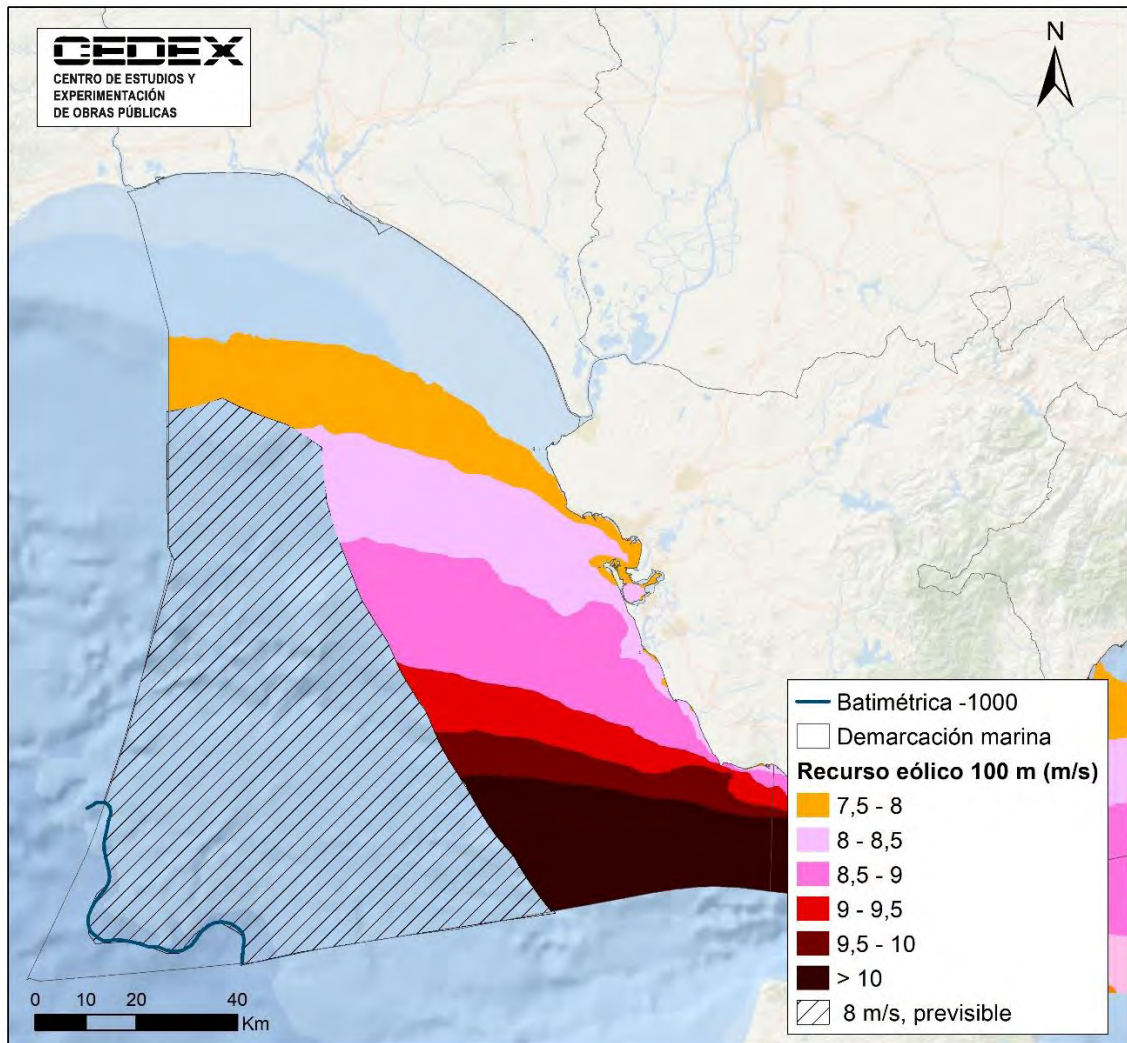 CEDEX
CENTRO DE ESTUDIOS Y
EXPERIMENTACIÓN
DE OBRAS PÚBLICAS
N
Batimétrica -1000
Demarcación marina
Recurso eólico 100 m (m/s)
7,5 - 8
8 - 8,5
8,5 - 9
9 - 9,5
9,5 - 10
> 10
8 m/s, previsible
0 10 20 40
Km